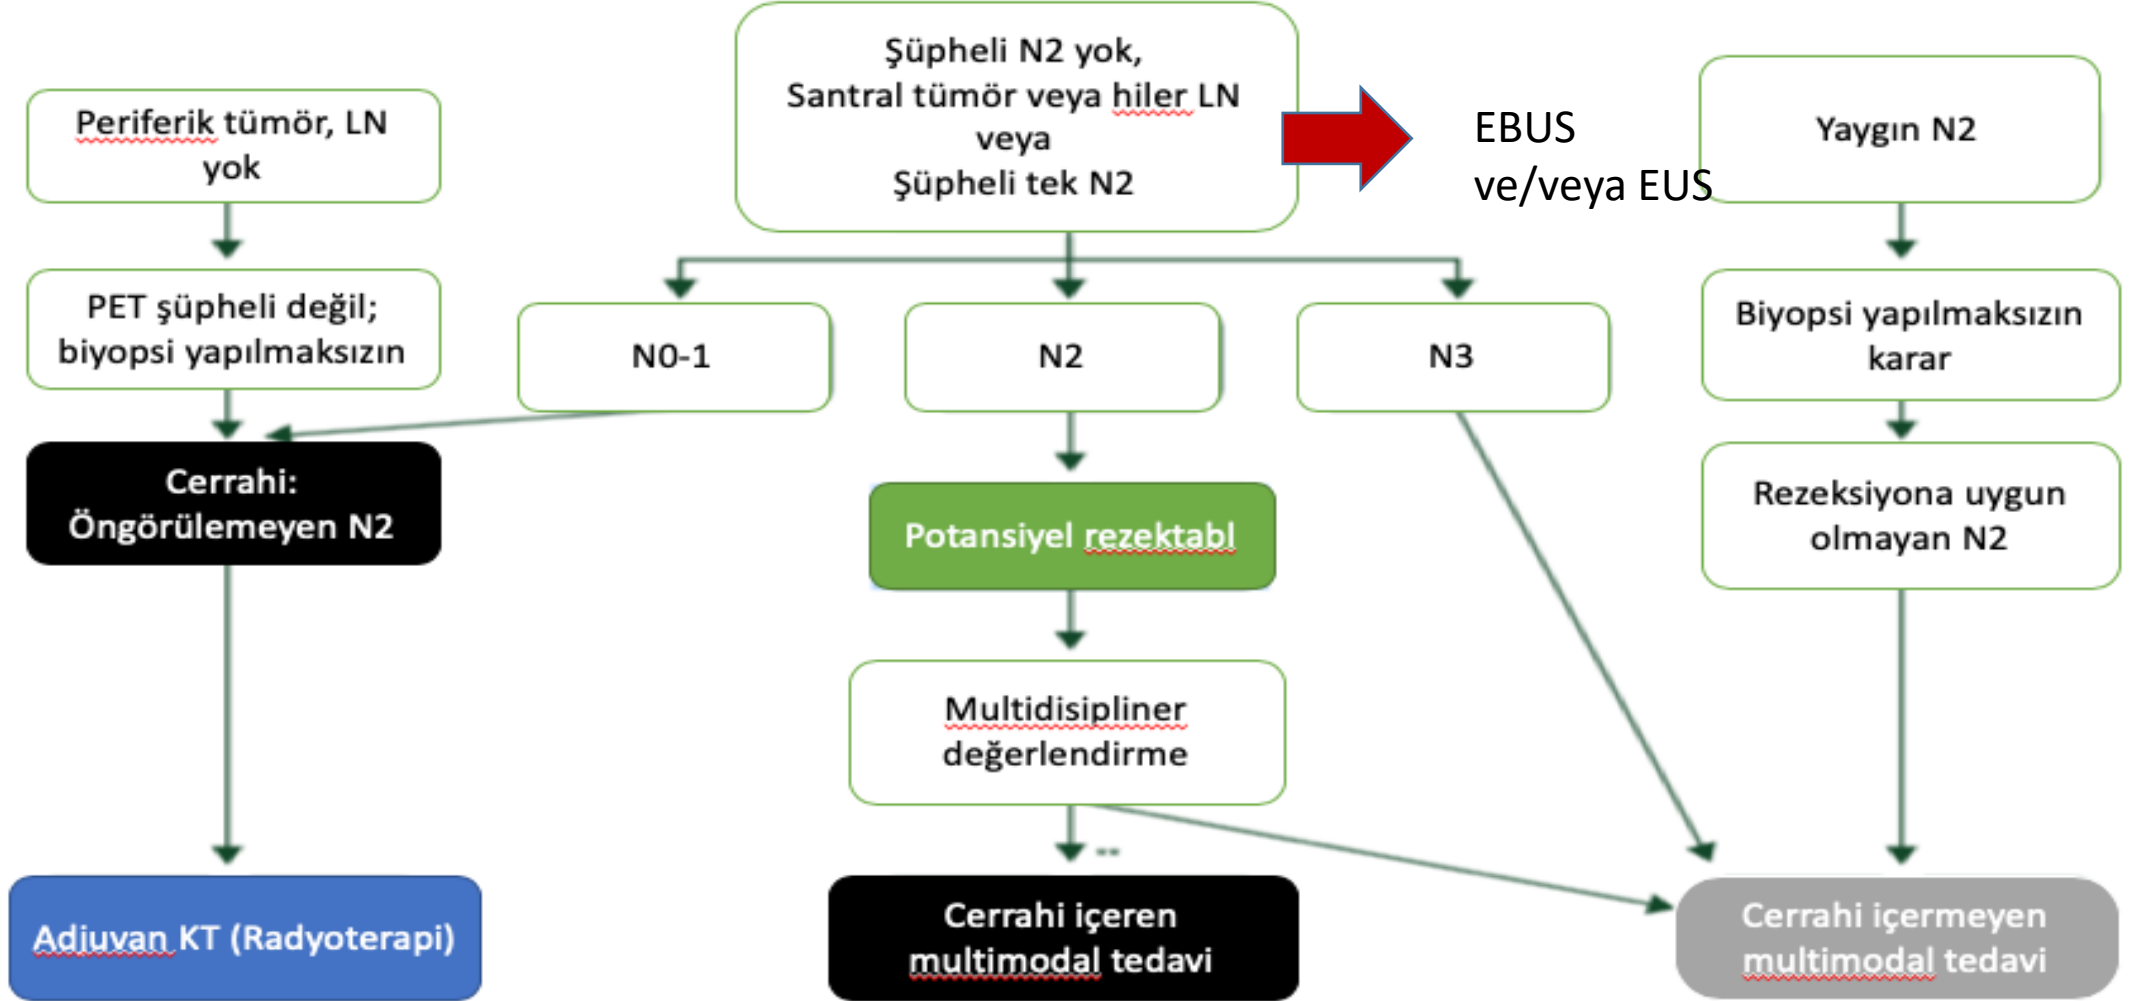 Periferik tümör, LN
yok
PET şüpheli değil;
biyopsi yapılmaksızın
Cerrahi:
Öngörülemeyen N2
Adjuvan KT (Radyoterapi)
Şüpheli N2 yok,
Santral tümör veya hiler LN
veya
Şüpheli tek N2
EBUS
ve/veya EUS
N0-1
N2
N3
Potansiyel rezektabl
Multidisipliner
değerlendirme
--
Cerrahi içeren
multimodal tedavi
Yaygın N2
Biyopsi yapılmaksızın
karar
Rezeksiyona uygun
olmayan N2
Cerrahi içermeyen
multimodal tedavi